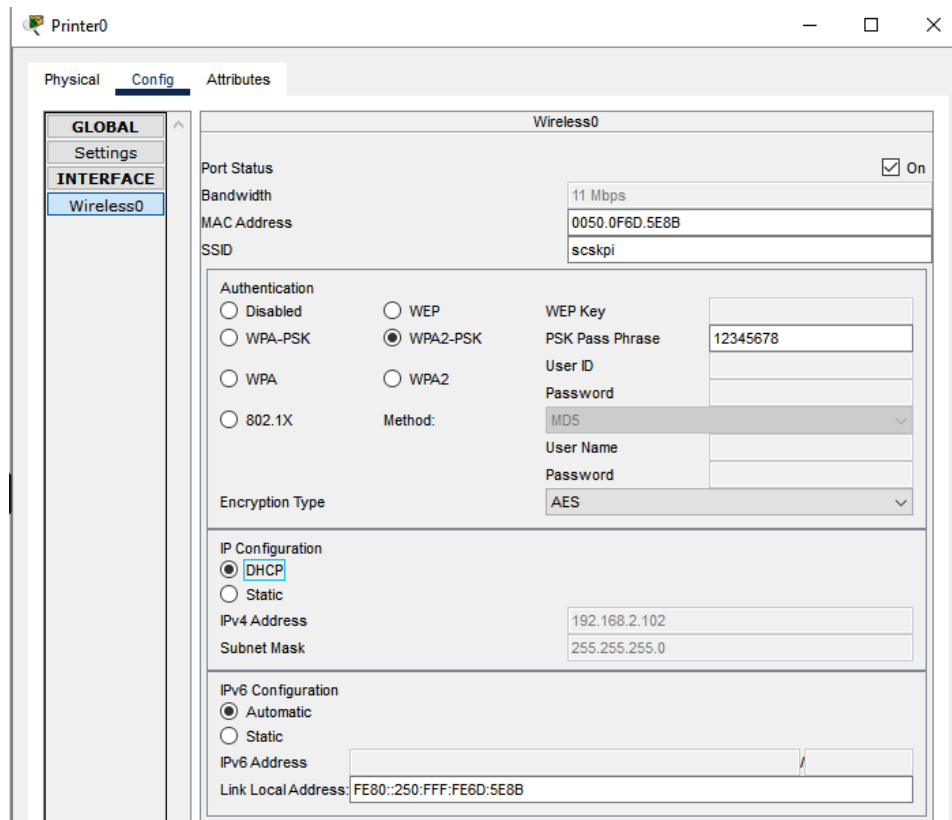 Printer0
Physical Config Attributes
GLOBAL
Settings
INTERFACE
Wireless0
Wireless0
Port Status On
Bandwidth 11 Mbps
MAC Address 0050.0F6D.5E8B
SSID scskpi
Authentication
Disabled WEP WEP Key
WPA-PSK WPA2-PSK PSK Pass Phrase 12345678
User ID
WPA WPA2
Password
802.1X Method: MD5
User Name
Password
Encryption Type AES
IP Configuration
DHCP
Static
IPv4 Address 192.168.2.102
Subnet Mask 255.255.255.0
IPv6 Configuration
Automatic
Static
IPv6 Address /
Link Local Address: FE80::250:FFF:FE6D:5E8B